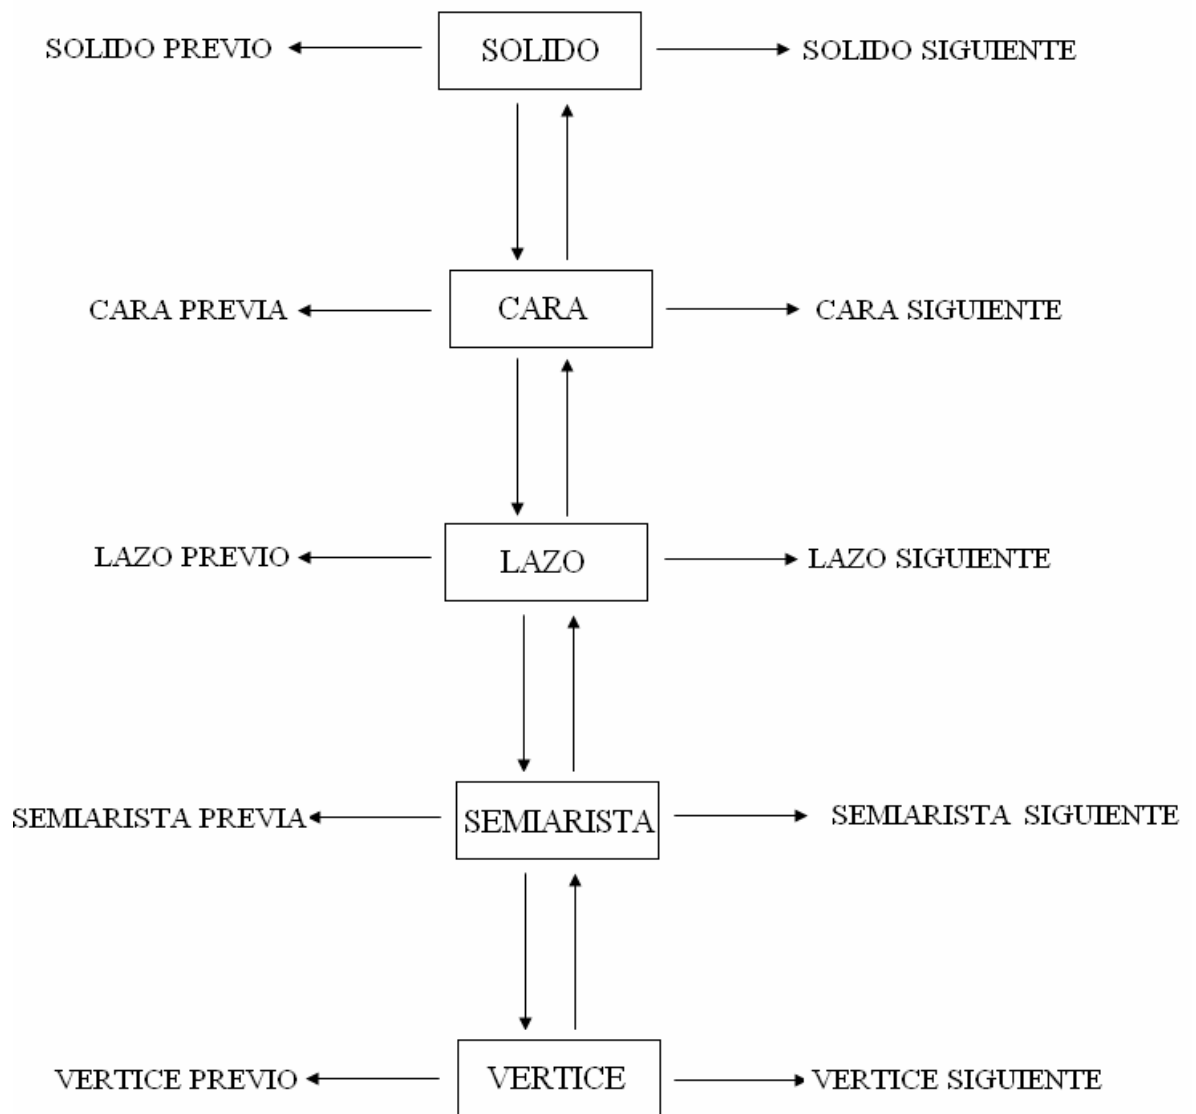 SOLIDO PREVIO SOLIDO SOLIDO SIGUIENTE
CARA PREVIA CARA CARA SIGUIENTE
LAZO PREVIO LAZO LAZO SIGUIENTE
SEMIARISTA PREVIA SEMIARISTA SEMIARISTA SIGUIENTE
VERTICE PREVIO VERTICE VERTICE SIGUIENTE